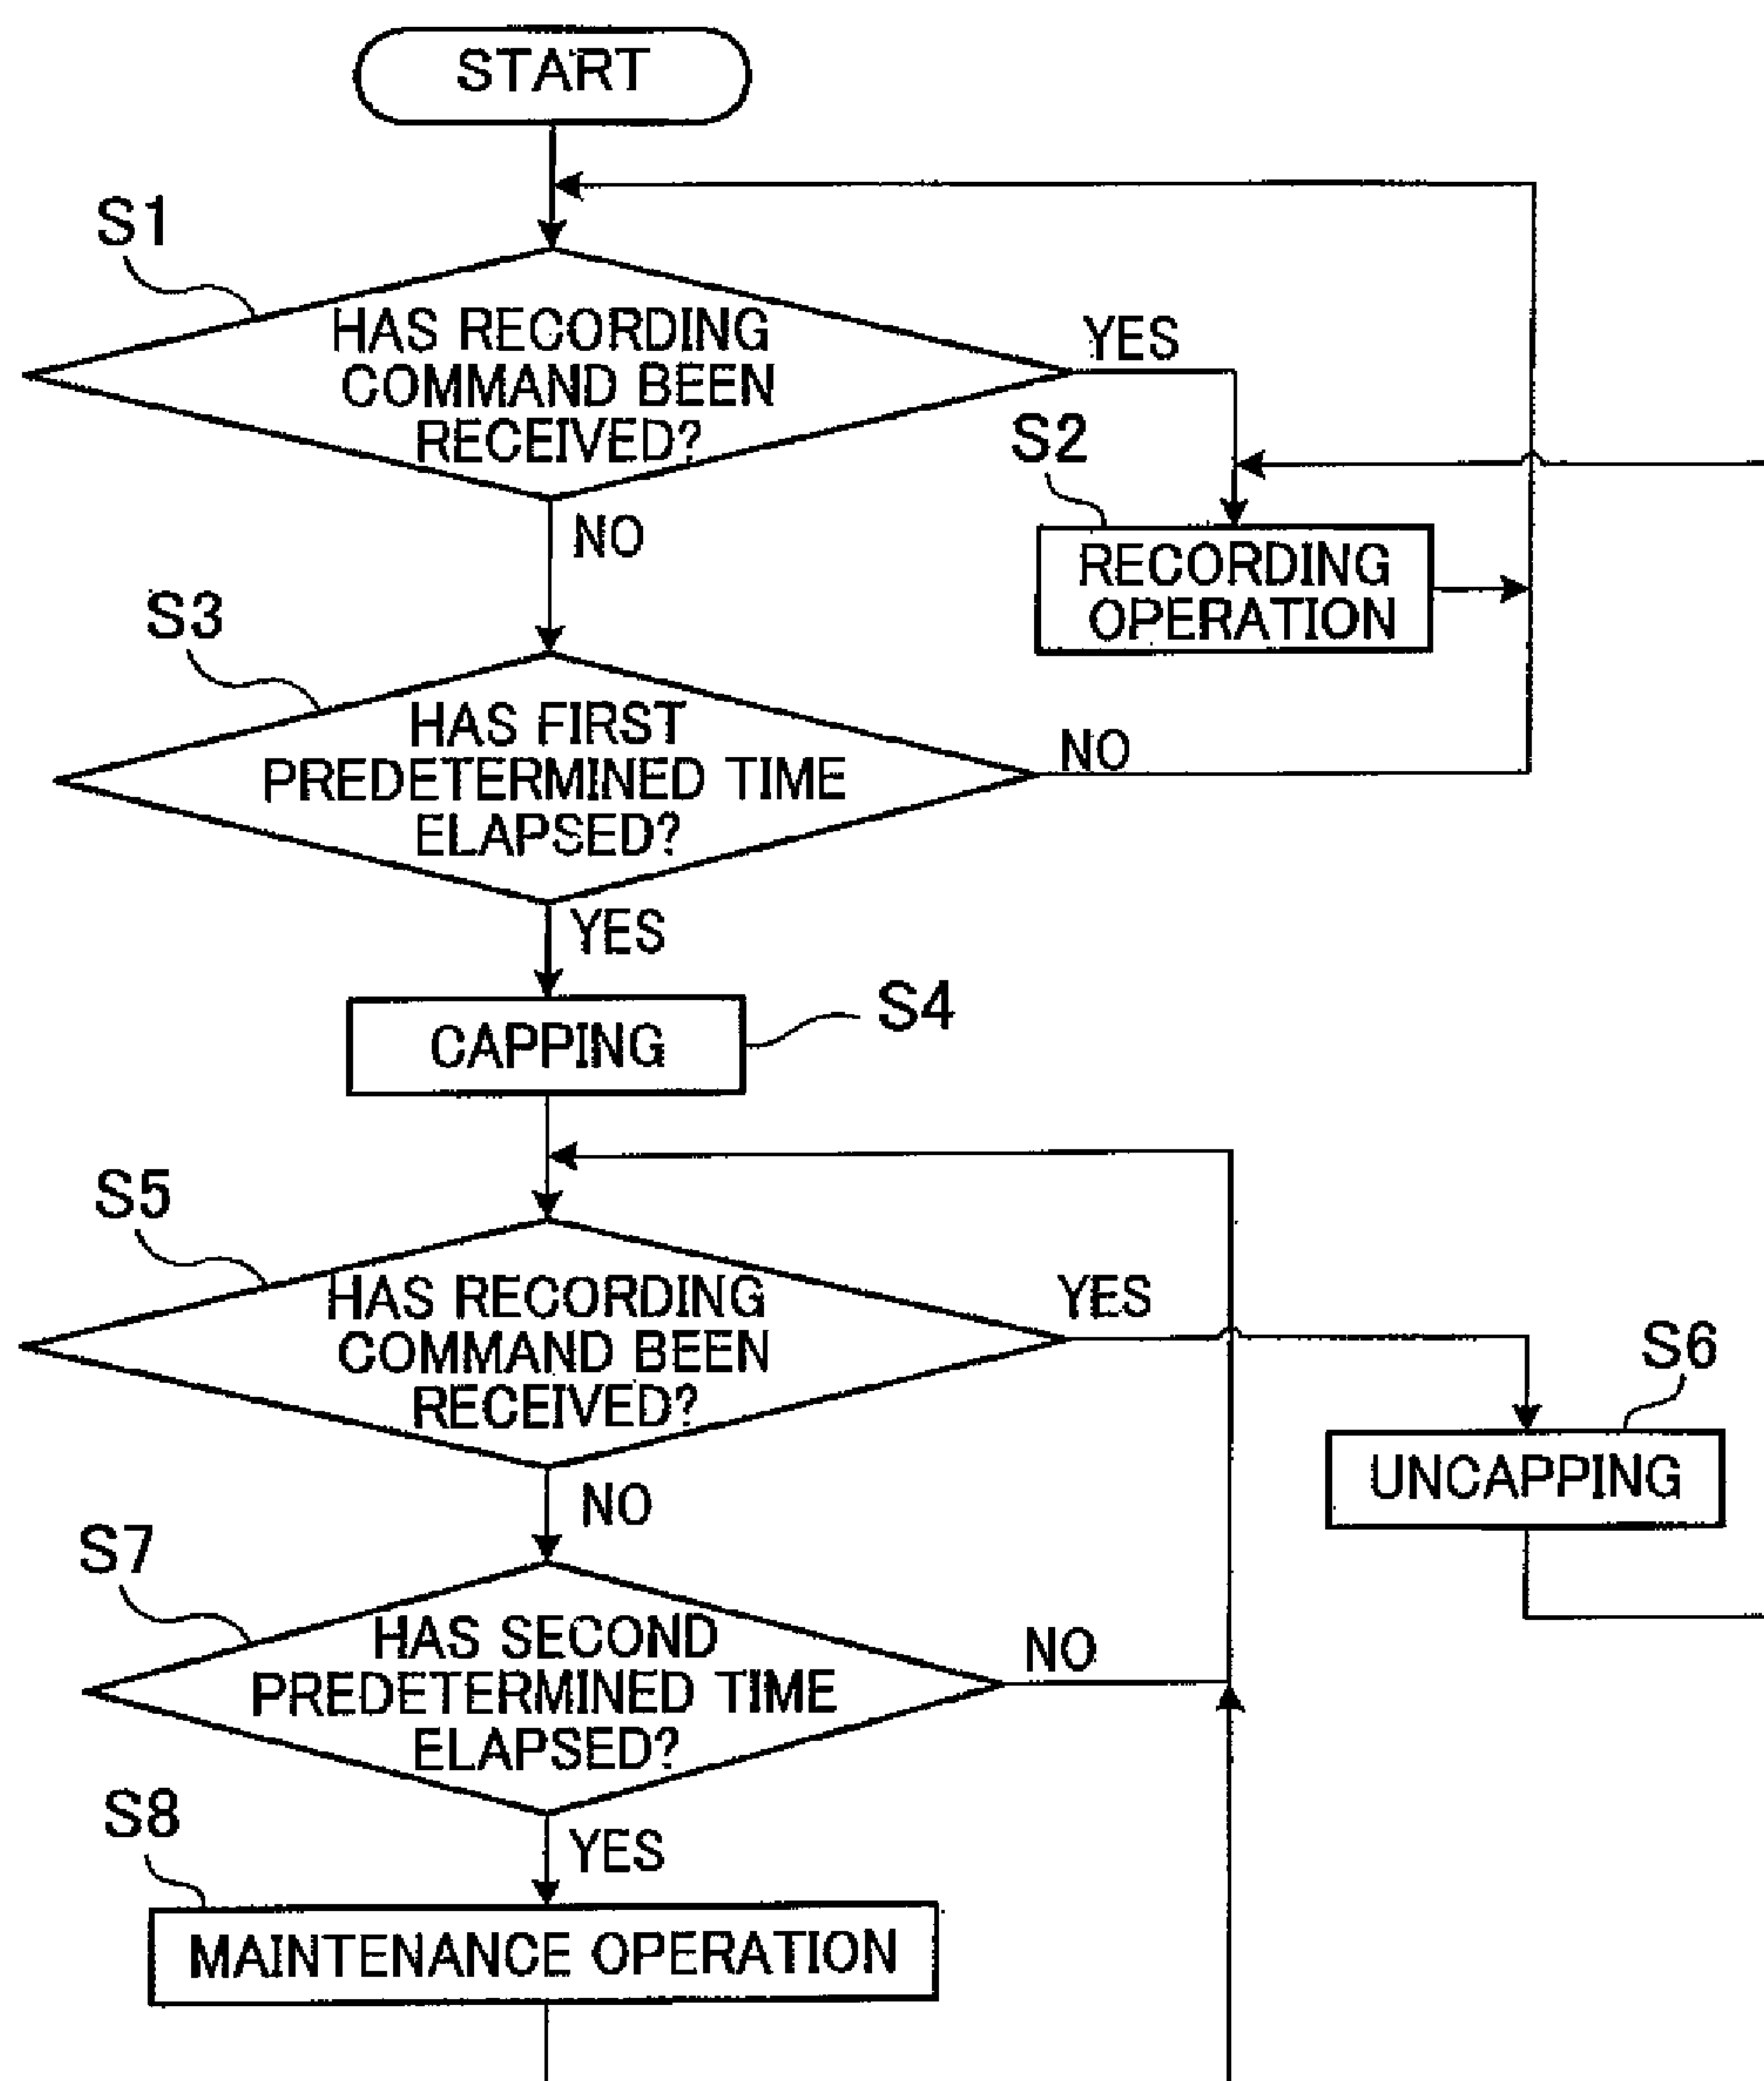 START
S1
HAS RECORDING
COMMAND BEEN
RECEIVED?
YES
S2
RECORDING
OPERATION
NO
S3
HAS FIRST
PREDETERMINED TIME
ELAPSED?
NO
YES
CAPPING
S4
S5
HAS RECORDING
COMMAND BEEN
RECEIVED?
YES
S6
UNCAPPING
NO
S7
HAS SECOND
PREDETERMINED TIME
ELAPSED?
NO
S8
YES
MAINTENANCE OPERATION